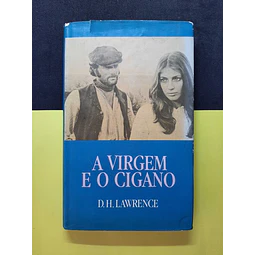 A VIRGEM
E O CIGANO
D.H. LAWRENCE